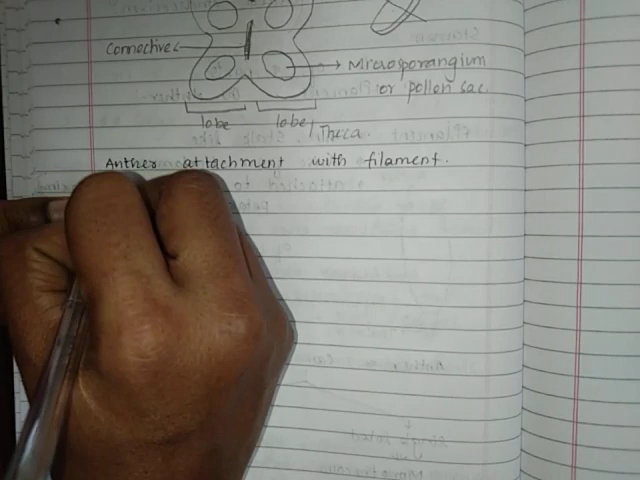 Connective
Microsporangium
or pollen sac.
lobe lobe/Theca
Anther attachment with filament.